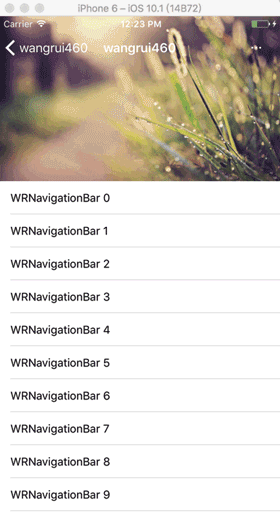 iPhone 6 – iOS 10.1 (14B72)
Carrier 12:23 PM
wangrui460 wangrui460 ...
WRNavigationBar 0
WRNavigationBar 1
WRNavigationBar 2
WRNavigationBar 3
WRNavigationBar 4
WRNavigationBar 5
WRNavigationBar 6
WRNavigationBar 7
WRNavigationBar 8
WRNavigationBar 9